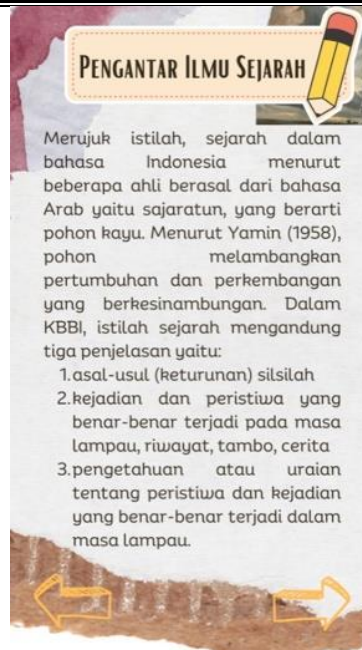 PENGANTAR ILMU SEJARAH
Merujuk istilah, sejarah dalam
bahasa Indonesia menurut
beberapa ahli berasal dari bahasa
Arab yaitu sajaratun, yang berarti
pohon kayu. Menurut Yamin (1958),
pohon melambangkan
pertumbuhan dan perkembangan
yang berkesinambungan. Dalam
KBBI, istilah sejarah mengandung
tiga penjelasan yaitu:
1.asal-usul (keturunan) silsilah
2.kejadian dan peristiwa yang
benar-benar terjadi pada masa
lampau, riwayat, tambo, cerita
3.pengetahuan atau uraian
tentang peristiwa dan kejadian
yang benar-benar terjadi dalam
masa lampau.